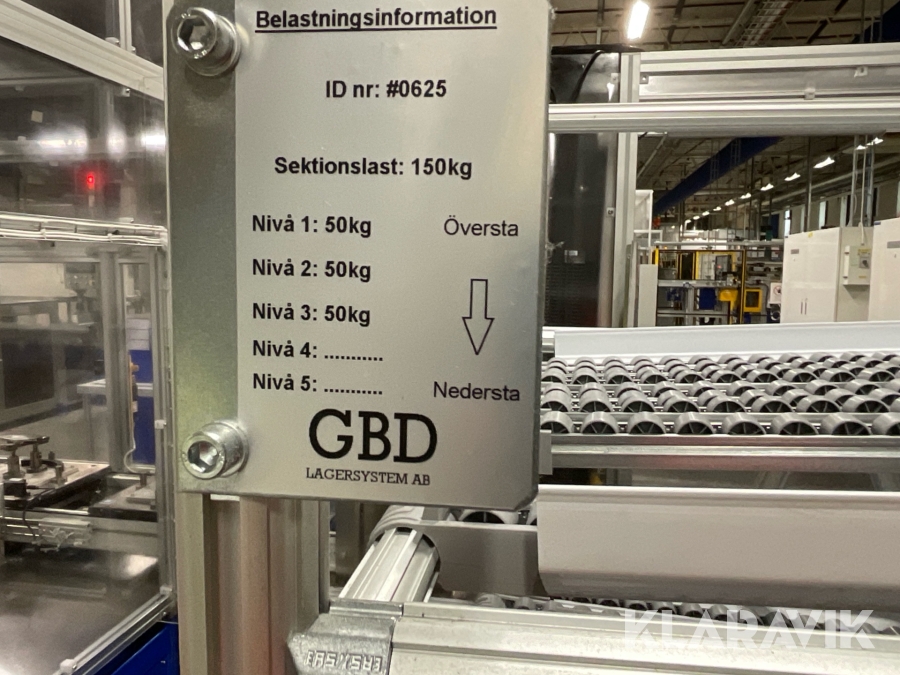 Belastningsinformation
ID nr: #0625
Sektionslast: 150kg
Nivå 1: 50kg
Översta
Nivå 2: 50kg
Nivå 3: 50kg
Nivå 4: ...........
Nivå 5: ...........
Nedersta
GBD
LAGERSYSTEM AB
KLARAVIK